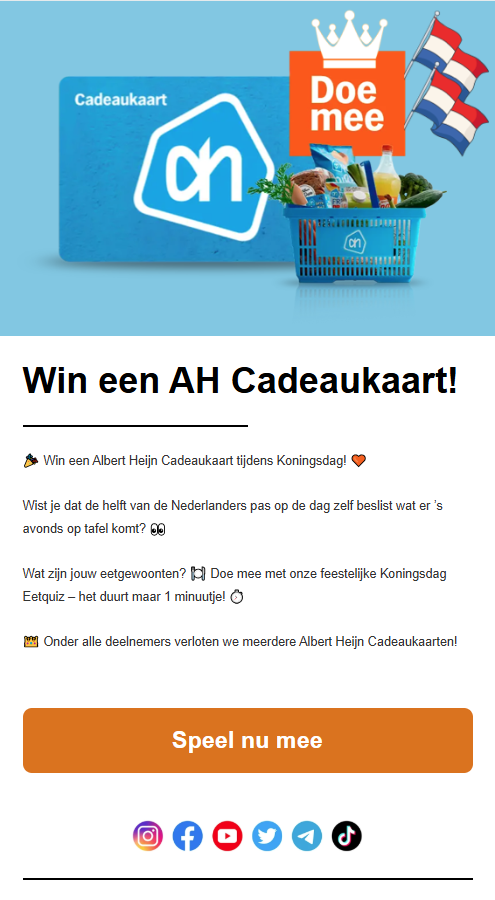 Cadeaukaart
Doe
mee
ah
ah
Win een AH Cadeaukaart!
🎉 Win een Albert Heijn Cadeaukaart tijdens Koningsdag! 🧡
Wist je dat de helft van de Nederlanders pas op de dag zelf beslist wat er ’s
avonds op tafel komt? 👀
Wat zijn jouw eetgewoonten? 🍽️ Doe mee met onze feestelijke Koningsdag
Eetquiz – het duurt maar 1 minuutje! ⏱️
👑 Onder alle deelnemers verloten we meerdere Albert Heijn Cadeaukaarten!
Speel nu mee